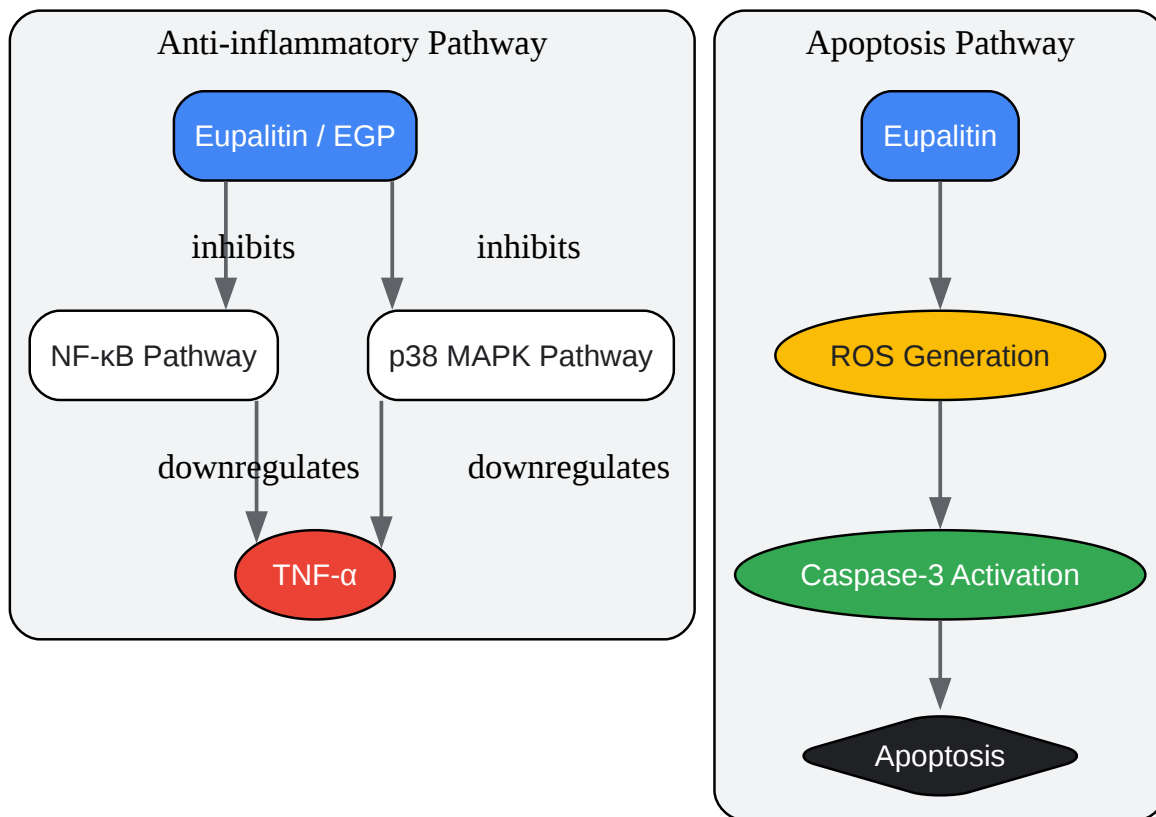 Anti-inflammatory Pathway
Eupalitin / EGP
inhibits
inhibits
NF-κB Pathway
p38 MAPK Pathway
downregulates
downregulates
TNF-α
Apoptosis Pathway
Eupalitin
ROS Generation
Caspase-3 Activation
Apoptosis